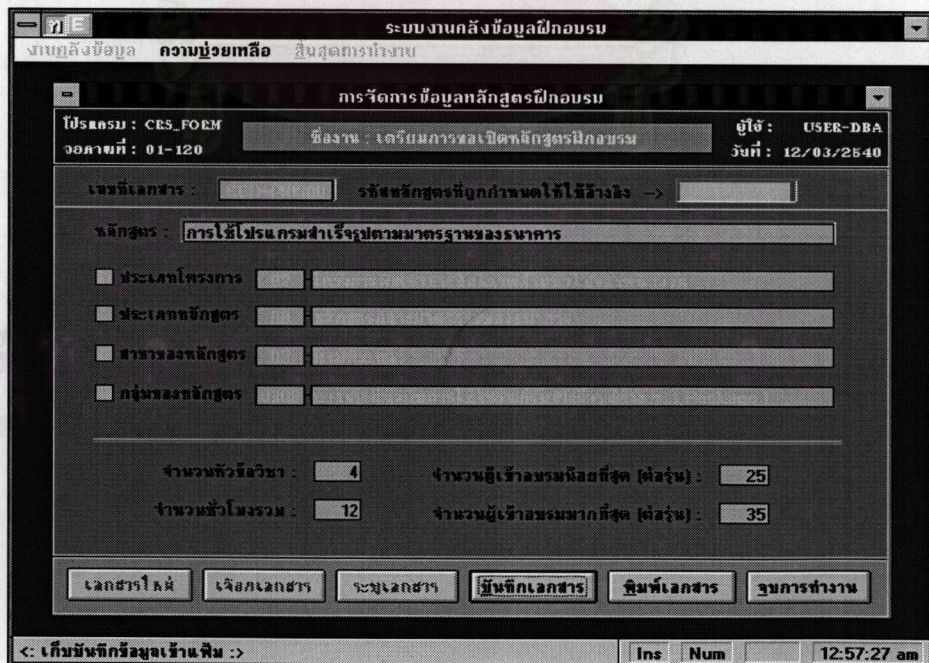 ระบบงานคลังข้อมูลฝึกอบรม
งานคลังข้อมูล ความช่วยเหลือ สิ้นสุดการทำงาน
การจัดการข้อมูลหลักสูตรฝึกอบรม
โปรแกรม : CRS_FORM
จอภาพที่ : 01-120
ชื่องาน : เตรียมการขอเปิดหลักสูตรฝึกอบรม
ผู้ใช้ : USER-DBA
วันที่ : 12/03/2540
เลขที่เอกสาร : รหัสหลักสูตรที่ถูกกำหนดให้ใช้อ้างอิง -->
หลักสูตร : การใช้โปรแกรมสำเร็จรูปตามมาตรฐานของธนาคาร
ประเภทโครงการ
ประเภทหลักสูตร
สาขาของหลักสูตร
กลุ่มของหลักสูตร
จำนวนหัวข้อวิชา : 4 จำนวนผู้เข้าอบรมน้อยที่สุด (ต่อรุ่น) : 25
จำนวนชั่วโมงรวม : 12 จำนวนผู้เข้าอบรมมากที่สุด (ต่อรุ่น) : 35
เอกสารใหม่ เลือกเอกสาร ระบุเอกสาร บันทึกเอกสาร พิมพ์เอกสาร จบการทำงาน
<: เก็บบันทึกข้อมูลเข้าแฟ้ม :> Ins Num 12:57:27 am